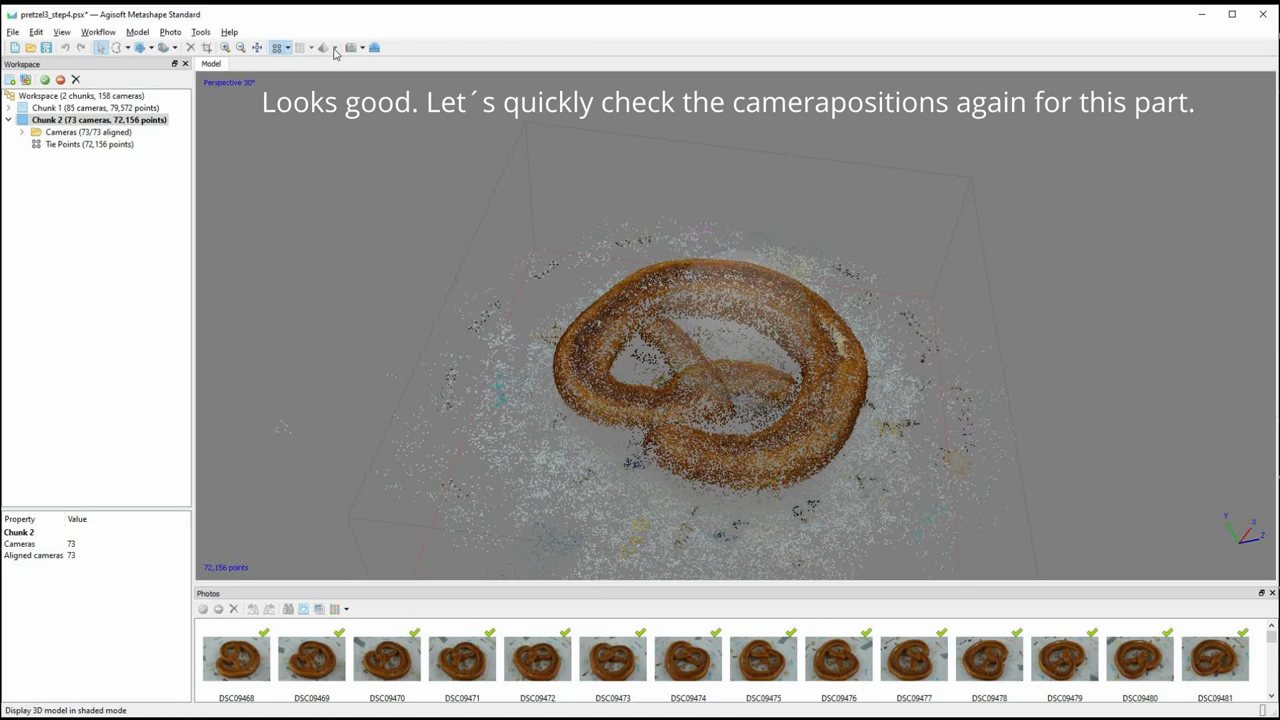 pretzel3_step4.psx* — Agisoft Metashape Standard
File Edit View Workflow Model Photo Tools Help
Workspace
Model
Workspace (2 chunks, 158 cameras)
Chunk 1 (85 cameras, 79,572 points)
Chunk 2 (73 cameras, 72,156 points)
Cameras (73/73 aligned)
Tie Points (72,156 points)
Perspective 30°
Looks good. Let´s quickly check the camerapositions again for this part.
Y
X
Z
72,156 points
Property Value
Chunk 2
Cameras 73
Aligned cameras 73
Photos
DSC09468 DSC09469 DSC09470 DSC09471 DSC09472 DSC09473 DSC09474 DSC09475 DSC09476 DSC09477 DSC09478 DSC09479 DSC09480 DSC09481
Display 3D model in shaded mode